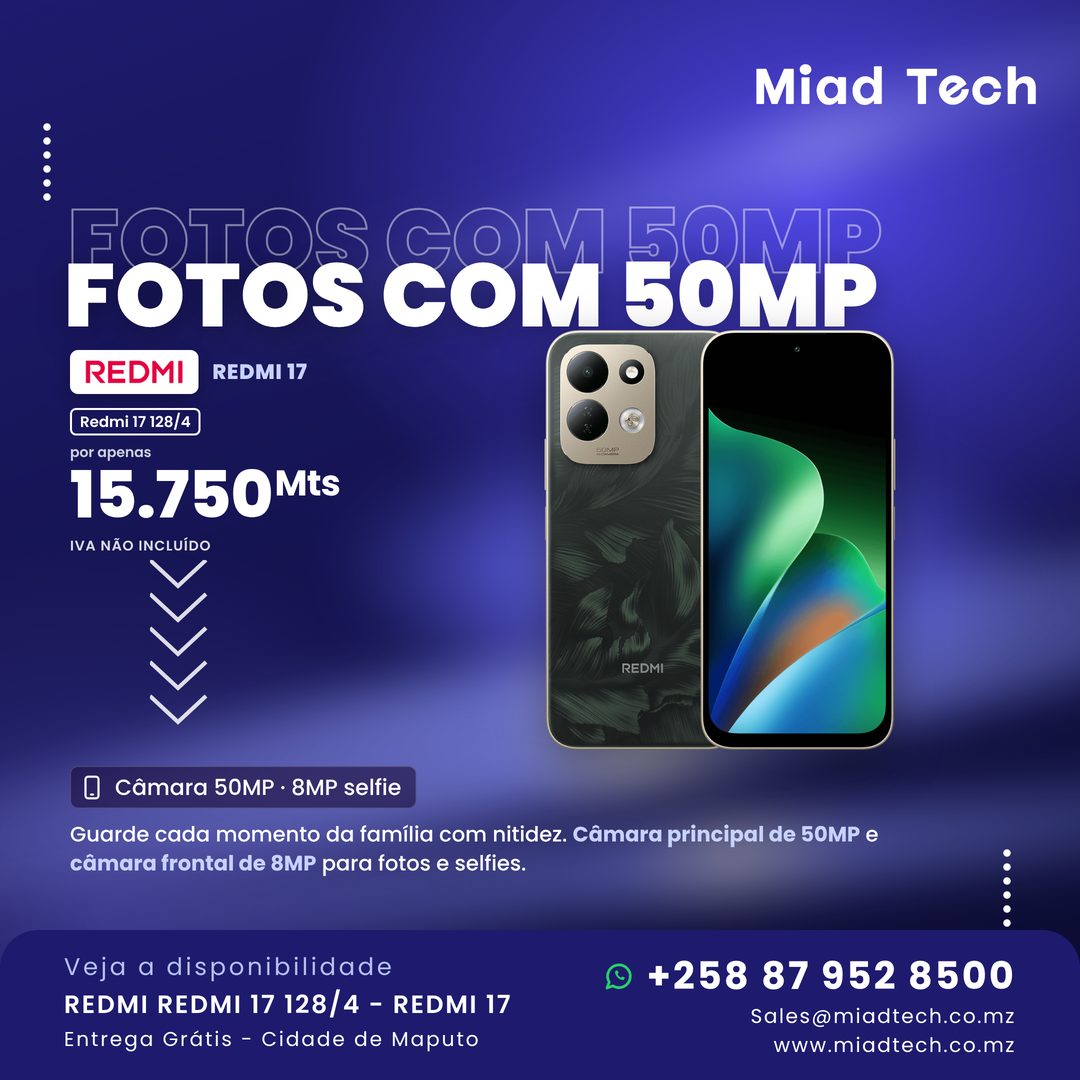 Miad Tech
FOTOS COM 50MP
FOTOS COM 50MP
REDMI REDMI 17
Redmi 17 128/4
por apenas
15.750Mts
IVA NÃO INCLUÍDO
50MP
REDMI
Câmara 50MP · 8MP selfie
Guarde cada momento da família com nitidez. Câmara principal de 50MP e
câmara frontal de 8MP para fotos e selfies.
Veja a disponibilidade
REDMI REDMI 17 128/4 - REDMI 17
Entrega Grátis - Cidade de Maputo
+258 87 952 8500
Sales@miadtech.co.mz
www.miadtech.co.mz